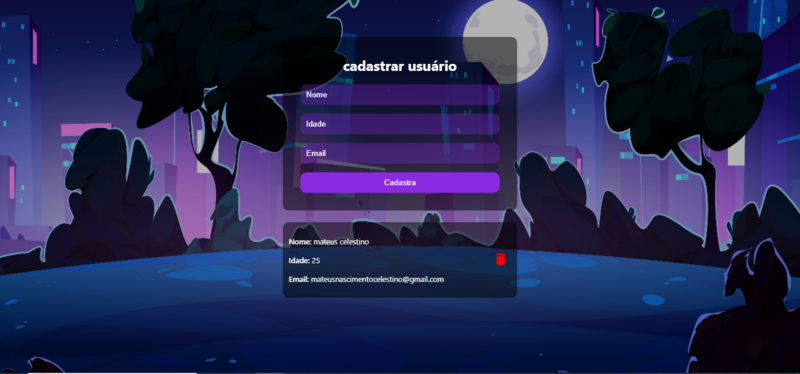 cadastrar usuário
Nome
Idade
Email
Cadastra
Nome: mateus celestino
Idade: 25
Email: mateusnascimentocelestino@gmail.com